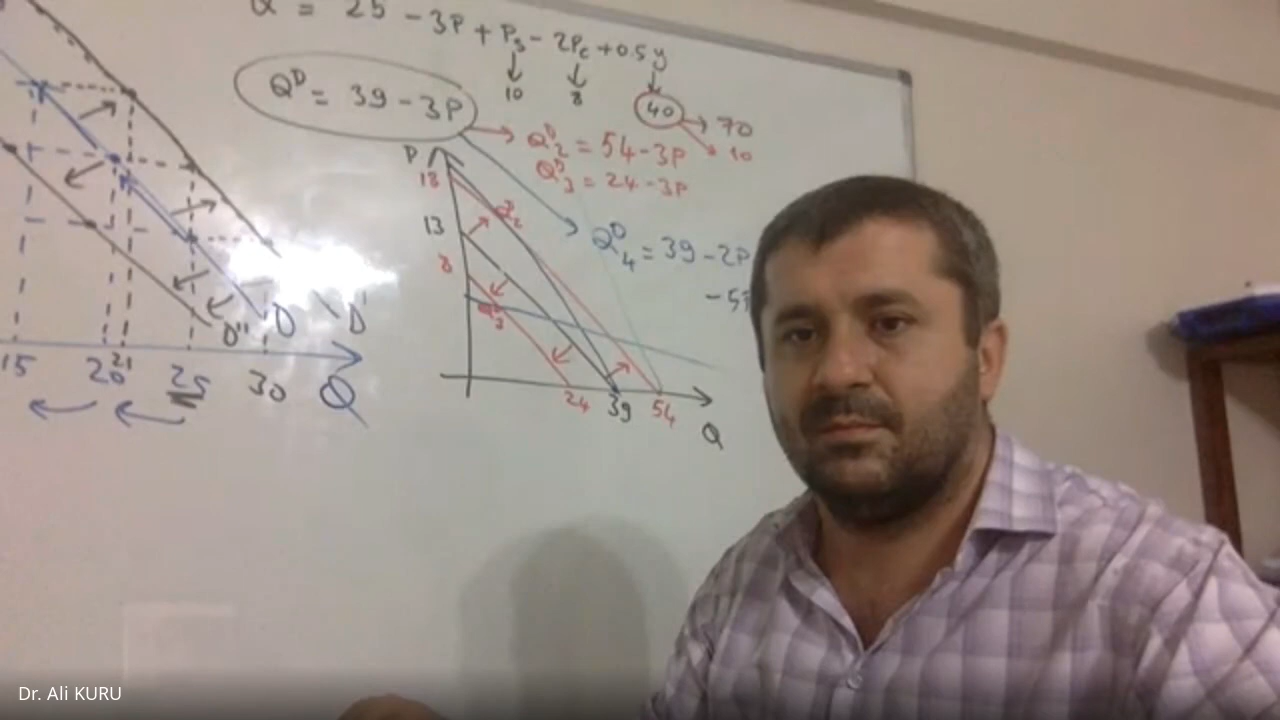 Q = 25 - 3P + Ps - 2Pc + 0.5y
10 8 40 → 70
10
Qᴰ = 39 - 3P
Qᴰ₂ = 54 - 3P
Qᴰ₃ = 24 - 3P
Qᴰ₄ = 39 - 2P
P
18
13
8
24 39 54
Q
D'' D D'
15 20 21 25 30 Q
Dr. Ali KURU